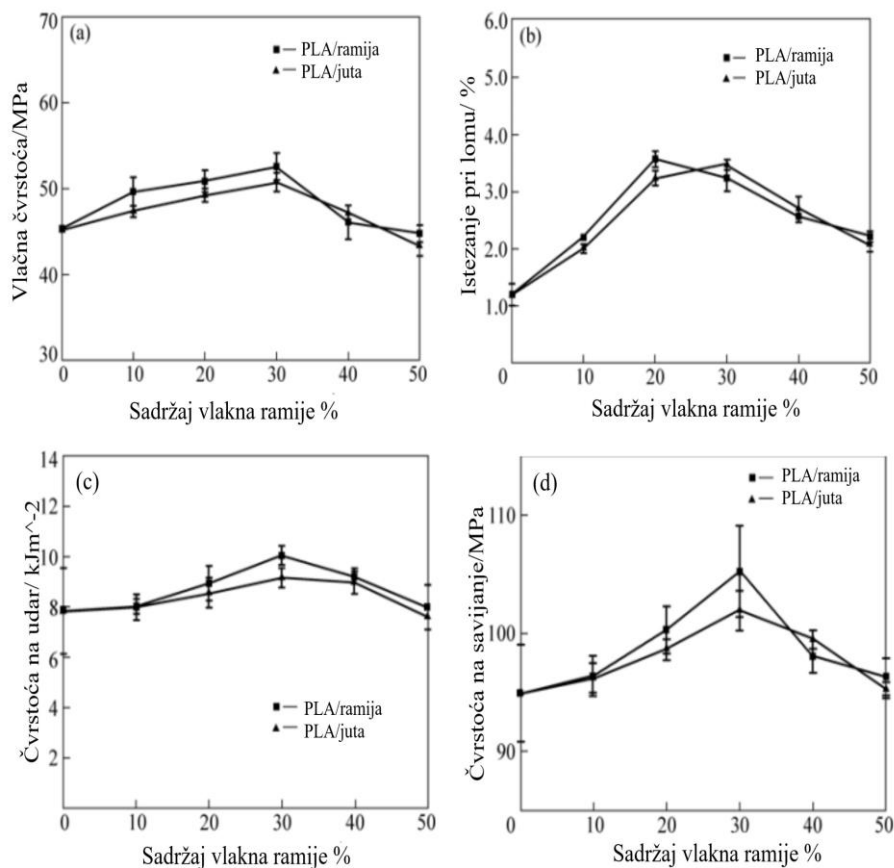 (a)
PLA/ramija
PLA/juta
Vlačna čvrstoća/MPa
70
60
50
40
30
0 10 20 30 40 50
Sadržaj vlakna ramije %
(b)
PLA/ramija
PLA/juta
Istezanje pri lomu/ %
6.0
5.0
4.0
3.0
2.0
1.0
0 10 20 30 40 50
Sadržaj vlakna ramije %
(c)
Čvrstoća na udar/ kJm^-2
14
12
10
8
6
4
2
PLA/ramija
PLA/juta
0 10 20 30 40 50
Sadržaj vlakna ramije %
(d)
PLA/ramija
PLA/juta
Čvrstoća na savijanje/MPa
110
100
90
0 10 20 30 40 50
Sadržaj vlakna ramije %